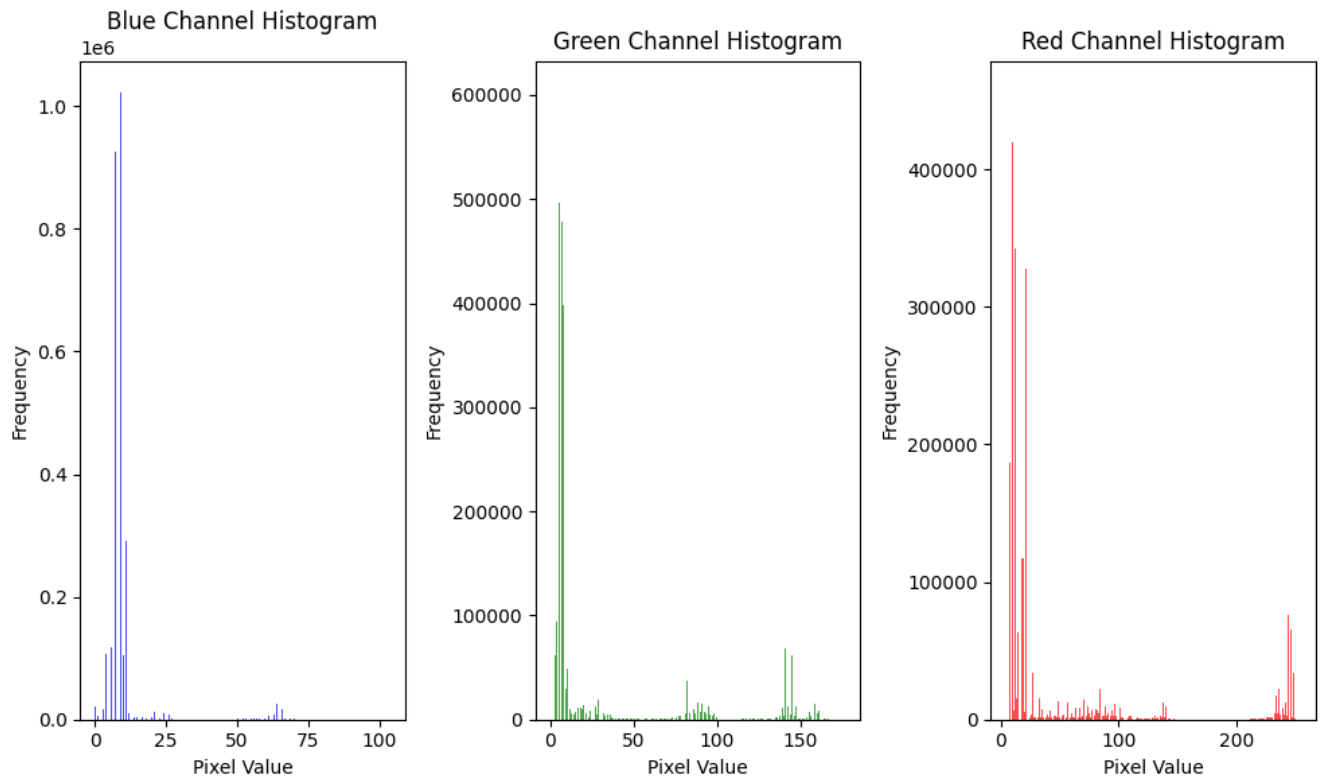 Blue Channel Histogram
1e6
1.0
0.8
0.6
0.4
0.2
0.0
Frequency
0 25 50 75 100
Pixel Value
Green Channel Histogram
600000
500000
400000
300000
200000
100000
0
Frequency
0 50 100 150
Pixel Value
Red Channel Histogram
400000
300000
200000
100000
0
Frequency
0 100 200
Pixel Value